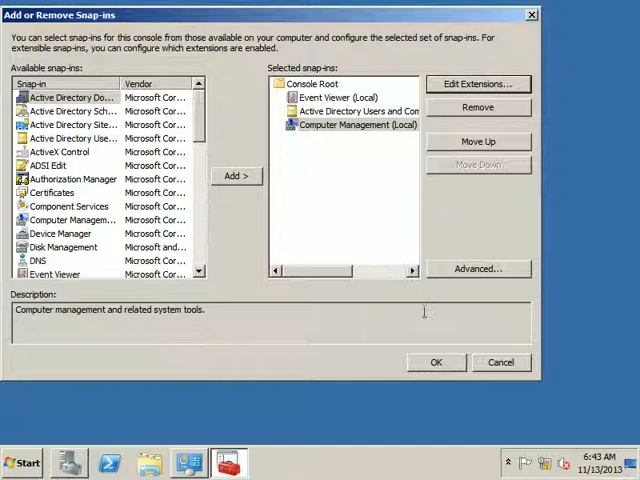 Add or Remove Snap-ins
You can select snap-ins for this console from those available on your computer and configure the selected set of snap-ins. For
extensible snap-ins, you can configure which extensions are enabled.
Available snap-ins:
Snap-in Vendor
Active Directory Do... Microsoft Cor...
Active Directory Sch... Microsoft Cor...
Active Directory Site... Microsoft Cor...
Active Directory Use... Microsoft Cor...
ActiveX Control Microsoft Cor...
ADSI Edit Microsoft Cor...
Authorization Manager Microsoft Cor...
Certificates Microsoft Cor...
Component Services Microsoft Cor...
Computer Managem... Microsoft Cor...
Device Manager Microsoft Cor...
Disk Management Microsoft and...
DNS Microsoft Cor...
Event Viewer Microsoft Cor...
Add >
Selected snap-ins:
Console Root
Event Viewer (Local)
Active Directory Users and Com
Computer Management (Local)
Edit Extensions...
Remove
Move Up
Move Down
Advanced...
Description:
Computer management and related system tools.
OK
Cancel
Start
6:43 AM
11/13/2013